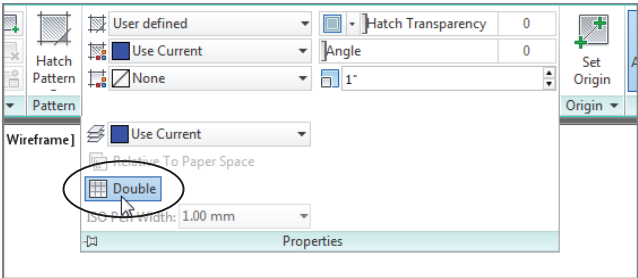 User defined Hatch Transparency 0
Use Current Angle 0
Hatch Pattern None 1"
Set Origin
Pattern Origin
Wireframe] Use Current
Relative To Paper Space
Double
ISO Pen Width: 1.00 mm
Properties